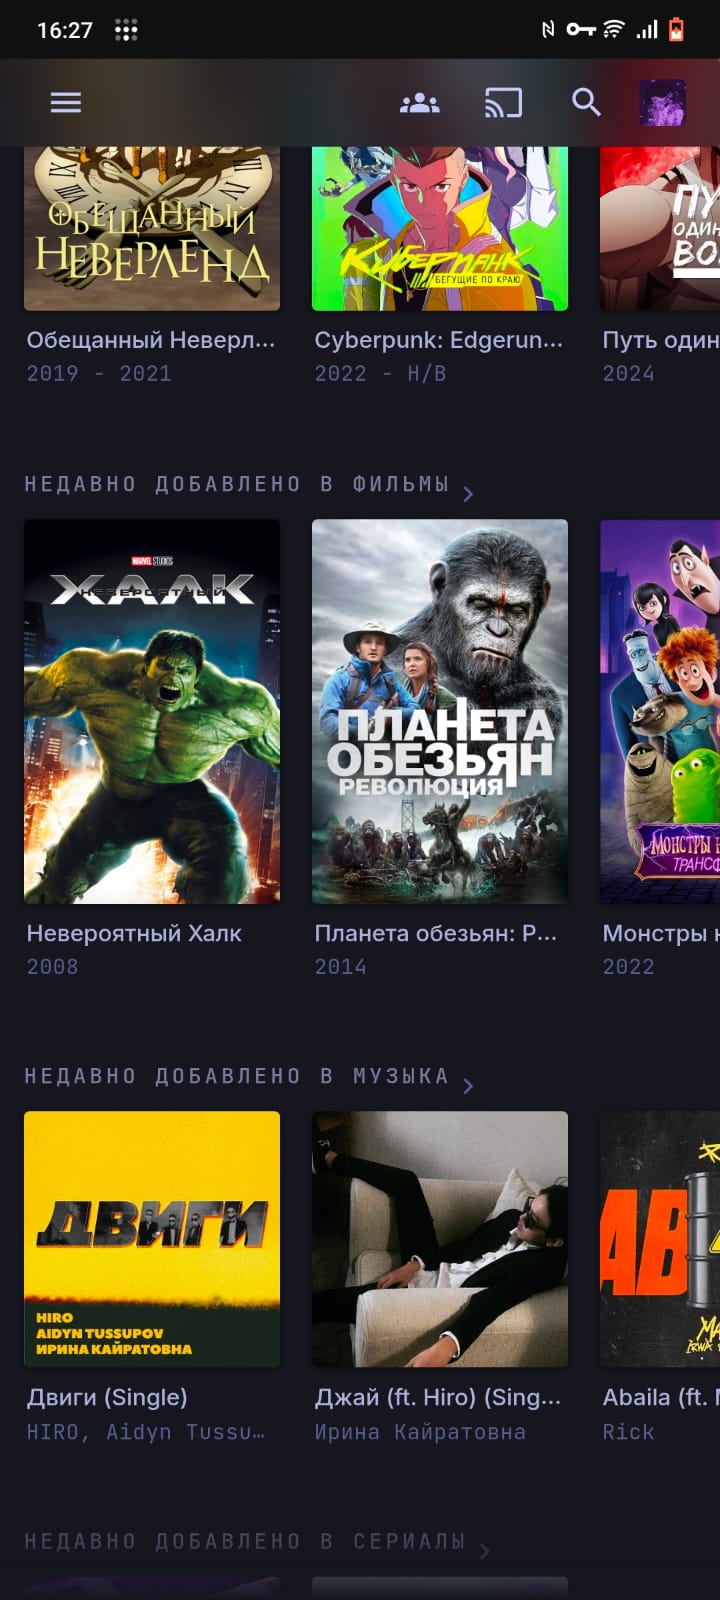 16:27
ОБЕЩАННЫЙ
НЕВЕРЛЕНД
КИБЕРПАНК
БЕГУЩИЕ ПО КРАЮ
Обещанный Неверл...
2019 - 2021
Cyberpunk: Edgerun...
2022 - Н/В
Путь один
2024
НЕДАВНО ДОБАВЛЕНО В ФИЛЬМЫ
MARVEL STUDIOS
ХАЛК
НЕВЕРОЯТНЫЙ
ПЛАНЕТА
ОБЕЗЬЯН
РЕВОЛЮЦИЯ
МОНСТРЫ
ТРАНСФ
Невероятный Халк
2008
Планета обезьян: Р...
2014
Монстры н
2022
НЕДАВНО ДОБАВЛЕНО В МУЗЫКА
ДВИГИ
HIRO
AIDYN TUSSUPOV
ИРИНА КАЙРАТОВНА
АВ
Двиги (Single)
HIRO, Aidyn Tussu…
Джай (ft. Hiro) (Sing...
Ирина Кайратовна
Abaila (ft. M
Rick
НЕДАВНО ДОБАВЛЕНО В СЕРИАЛЫ